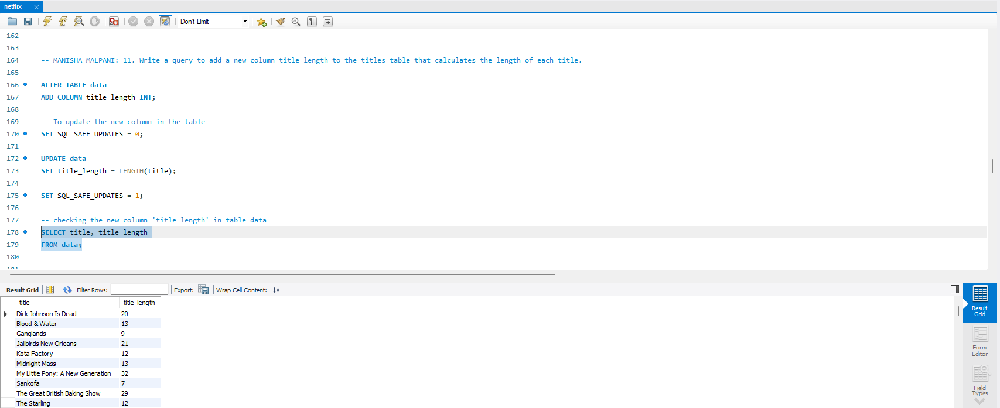 netflix
Don't Limit
162
163
164 -- MANISHA MALPANI: 11. Write a query to add a new column title_length to the titles table that calculates the length of each title.
165
166 ALTER TABLE data
167 ADD COLUMN title_length INT;
168
169 -- To update the new column in the table
170 SET SQL_SAFE_UPDATES = 0;
171
172 UPDATE data
173 SET title_length = LENGTH(title);
174
175 SET SQL_SAFE_UPDATES = 1;
176
177 -- checking the new column 'title_length' in table data
178 SELECT title, title_length
179 FROM data;
180
181
Result Grid Filter Rows: Export: Wrap Cell Content:
title title_length
Dick Johnson Is Dead 20
Blood & Water 13
Ganglands 9
Jailbirds New Orleans 21
Kota Factory 12
Midnight Mass 13
My Little Pony: A New Generation 32
Sankofa 7
The Great British Baking Show 29
The Starling 12
Result
Grid
Form
Editor
Field
Types